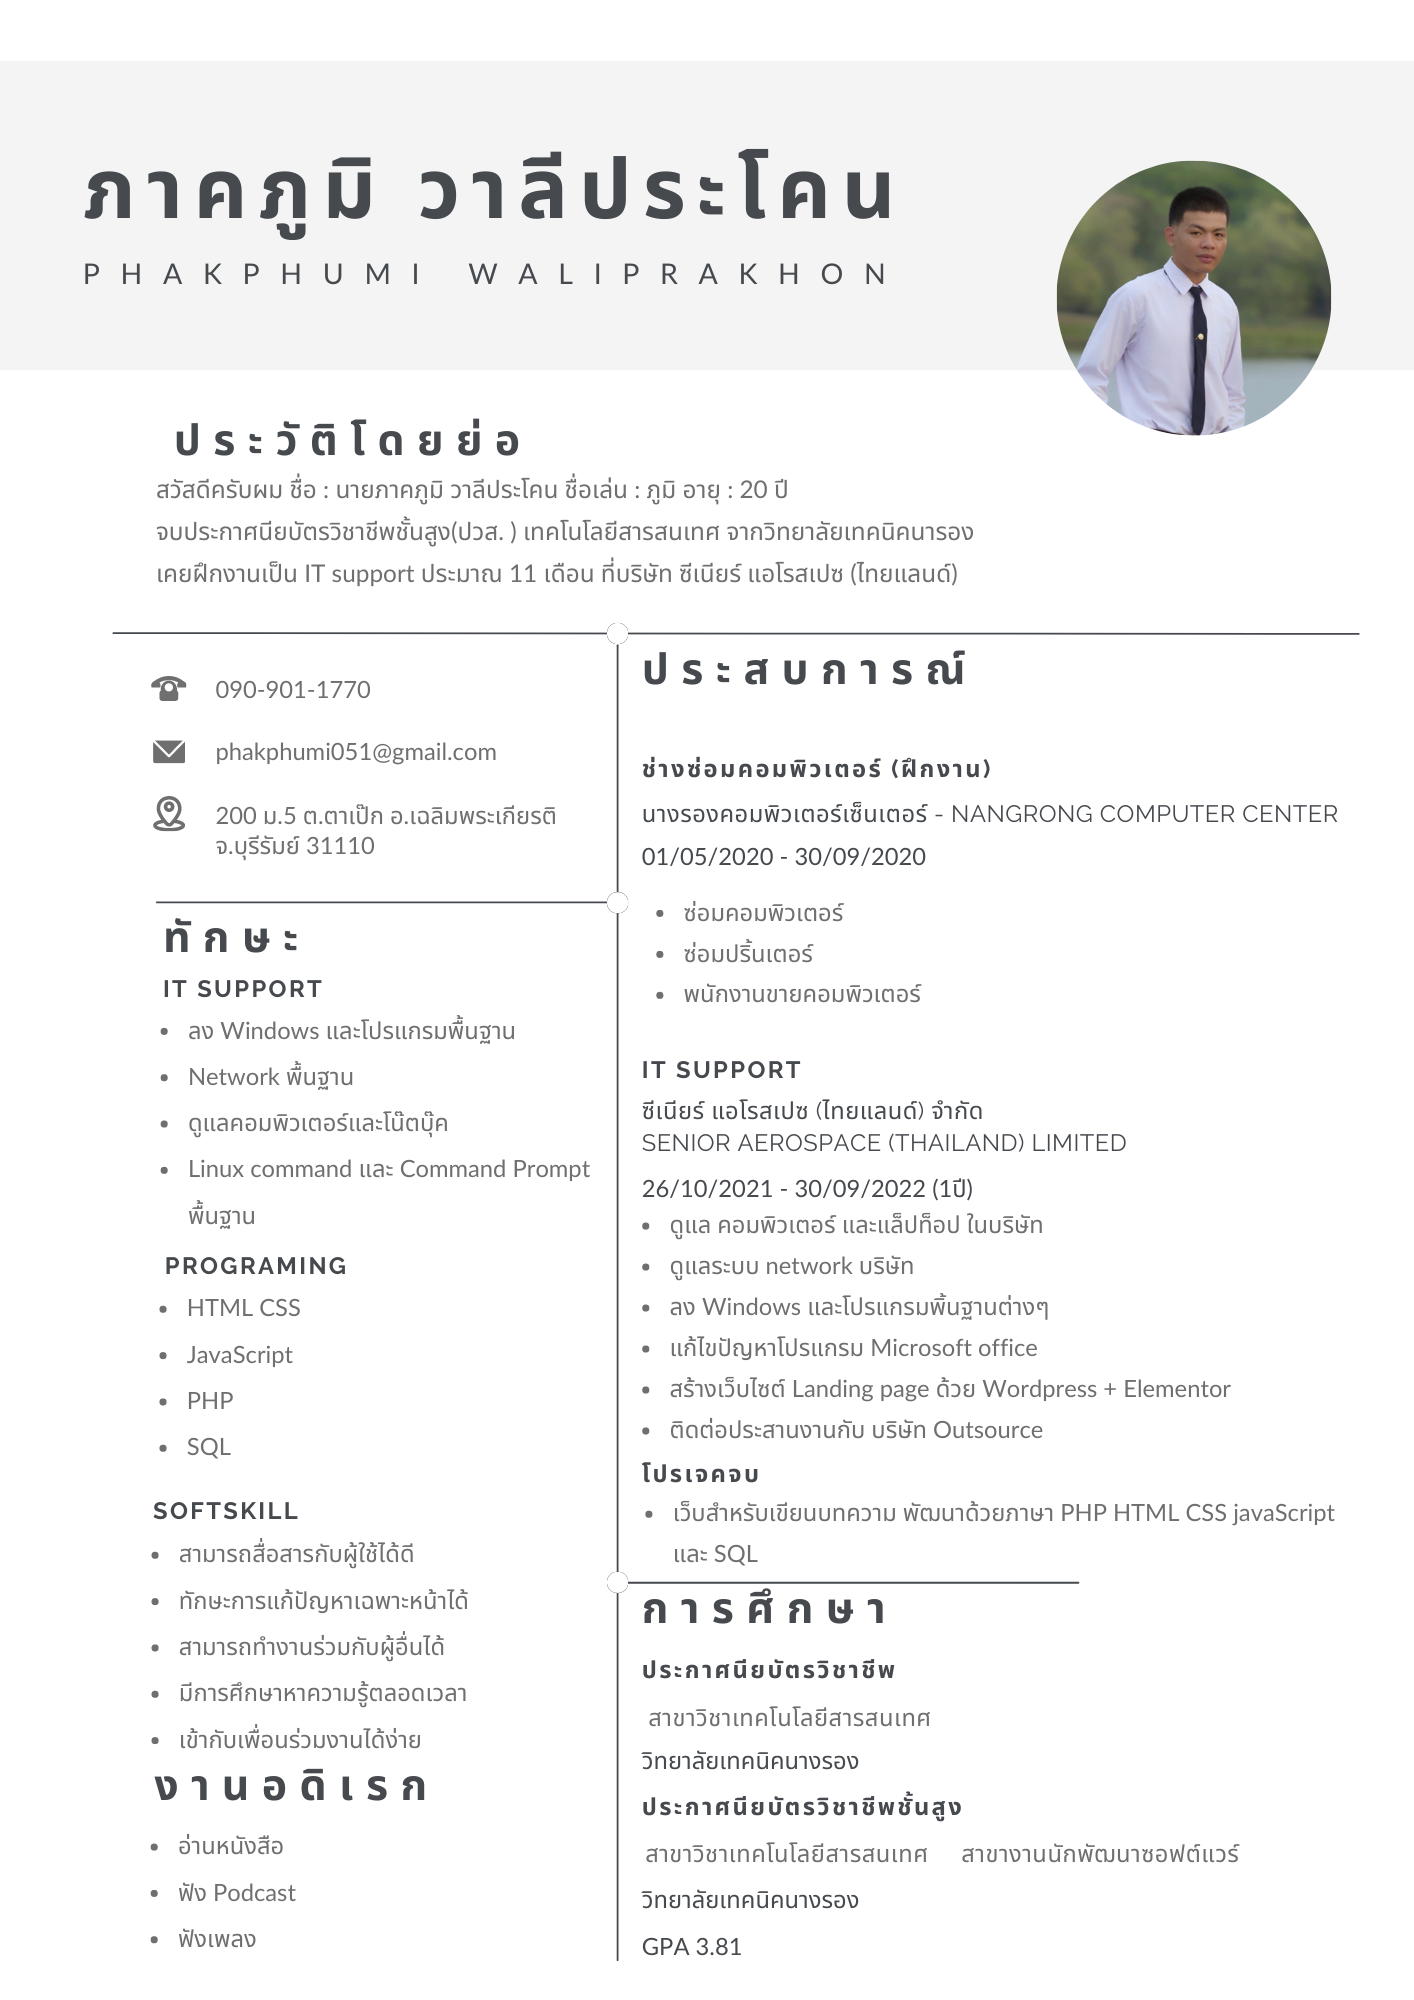 ภาคภูมิ วาลีประโคน
PHAKPHUMI WALIPRAKHON
ประวัติโดยย่อ
สวัสดีครับผม ชื่อ : นายภาคภูมิ วาลีประโคน ชื่อเล่น : ภูมิ อายุ : 20 ปี
จบประกาศนียบัตรวิชาชีพชั้นสูง(ปวส. ) เทคโนโลยีสารสนเทศ จากวิทยาลัยเทคนิคนารอง
เคยฝึกงานเป็น IT support ประมาณ 11 เดือน ที่บริษัท ซีเนียร์ แอโรสเปซ (ไทยแลนด์)
090-901-1770
phakphumi051@gmail.com
200 ม.5 ต.ตาเป๊ก อ.เฉลิมพระเกียรติ
จ.บุรีรัมย์ 31110
ทักษะ
IT SUPPORT
• ลง Windows และโปรแกรมพื้นฐาน
• Network พื้นฐาน
• ดูแลคอมพิวเตอร์และโน๊ตบุ๊ค
• Linux command และ Command Prompt
พื้นฐาน
PROGRAMING
• HTML CSS
• JavaScript
• PHP
• SQL
SOFTSKILL
• สามารถสื่อสารกับผู้ใช้ได้ดี
• ทักษะการแก้ปัญหาเฉพาะหน้าได้
• สามารถทำงานร่วมกับผู้อื่นได้
• มีการศึกษาหาความรู้ตลอดเวลา
• เข้ากับเพื่อนร่วมงานได้ง่าย
งานอดิเรก
• อ่านหนังสือ
• ฟัง Podcast
• ฟังเพลง
ประสบการณ์
ช่างซ่อมคอมพิวเตอร์ (ฝึกงาน)
นางรองคอมพิวเตอร์เซ็นเตอร์ - NANGRONG COMPUTER CENTER
01/05/2020 - 30/09/2020
• ซ่อมคอมพิวเตอร์
• ซ่อมปริ้นเตอร์
• พนักงานขายคอมพิวเตอร์
IT SUPPORT
ซีเนียร์ แอโรสเปซ (ไทยแลนด์) จำกัด
SENIOR AEROSPACE (THAILAND) LIMITED
26/10/2021 - 30/09/2022 (1ปี)
• ดูแล คอมพิวเตอร์ และแล็ปท็อป ในบริษัท
• ดูแลระบบ network บริษัท
• ลง Windows และโปรแกรมพื้นฐานต่างๆ
• แก้ไขปัญหาโปรแกรม Microsoft office
• สร้างเว็บไซต์ Landing page ด้วย Wordpress + Elementor
• ติดต่อประสานงานกับ บริษัท Outsource
โปรเจคจบ
• เว็บสำหรับเขียนบทความ พัฒนาด้วยภาษา PHP HTML CSS javaScript
และ SQL
การศึกษา
ประกาศนียบัตรวิชาชีพ
สาขาวิชาเทคโนโลยีสารสนเทศ
วิทยาลัยเทคนิคนางรอง
ประกาศนียบัตรวิชาชีพชั้นสูง
สาขาวิชาเทคโนโลยีสารสนเทศ สาขางานนักพัฒนาซอฟต์แวร์
วิทยาลัยเทคนิคนางรอง
GPA 3.81